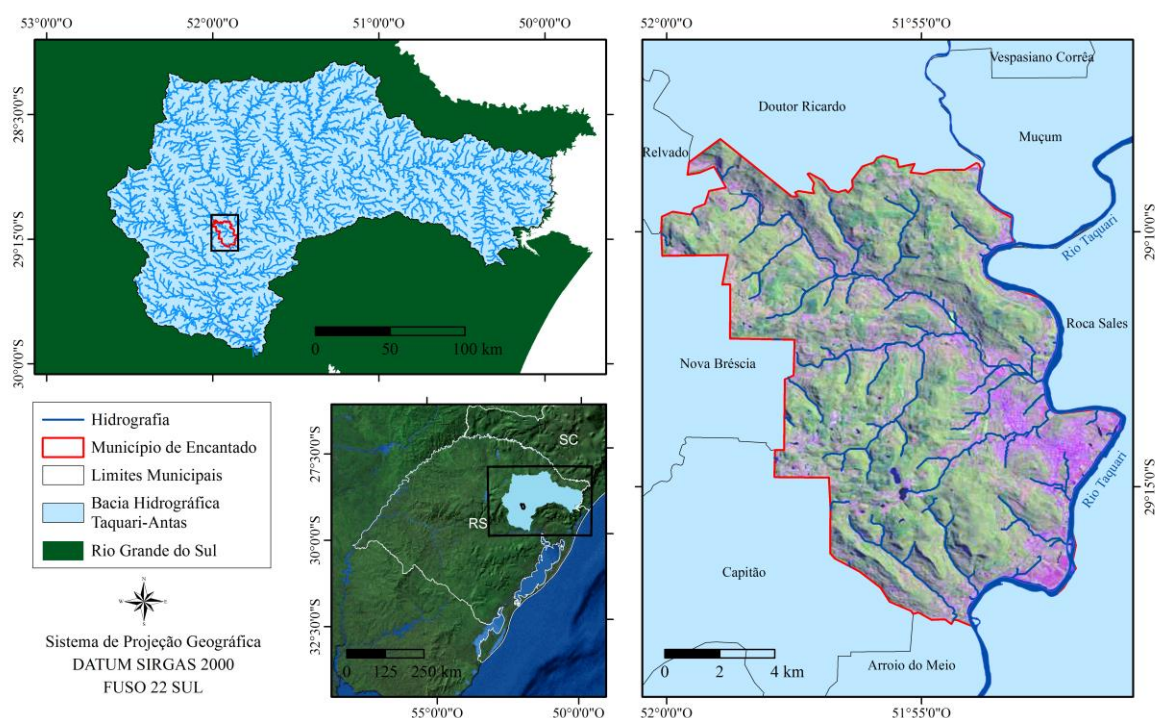 53°0'0"O
52°0'0"O
51°0'0"O
50°0'0"O
28°30'0"S
29°15'0"S
30°0'0"S
0 50 100 km
Hidrografia
Município de Encantado
Limites Municipais
Bacia Hidrográfica
Taquari-Antas
Rio Grande do Sul
N
W E
S
Sistema de Projeção Geográfica
DATUM SIRGAS 2000
FUSO 22 SUL
SC
RS
27°30'0"S
30°0'0"S
32°30'0"S
0 125 250 km
55°0'0"O
50°0'0"O
52°0'0"O
51°55'0"O
Vespasiano Corrêa
Doutor Ricardo
Muçum
Relvado
Rio Taquari
29°10'0"S
Roca Sales
Nova Bréscia
Rio Taquari
29°15'0"S
Capitão
Arroio do Meio
0 2 4 km
52°0'0"O
51°55'0"O